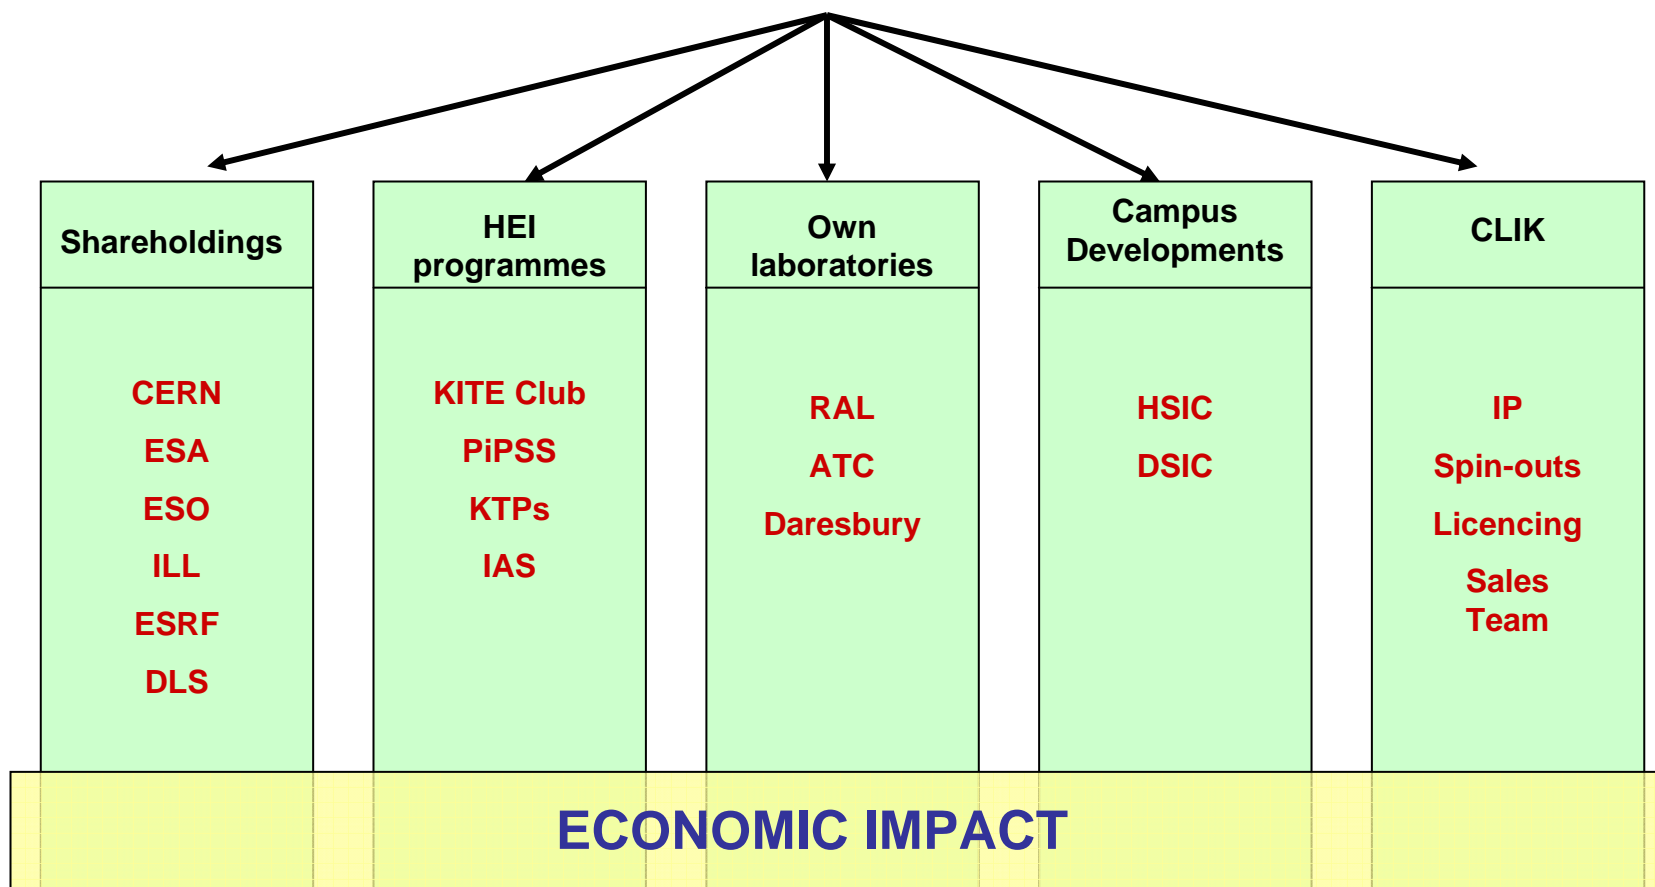 Shareholdings
CERN
ESA
ESO
ILL
ESRF
DLS
HEI
programmes
KITE Club
PiPSS
KTPs
IAS
Own
laboratories
RAL
ATC
Daresbury
Campus
Developments
HSIC
DSIC
CLIK
IP
Spin-outs
Licencing
Sales
Team
ECONOMIC IMPACT